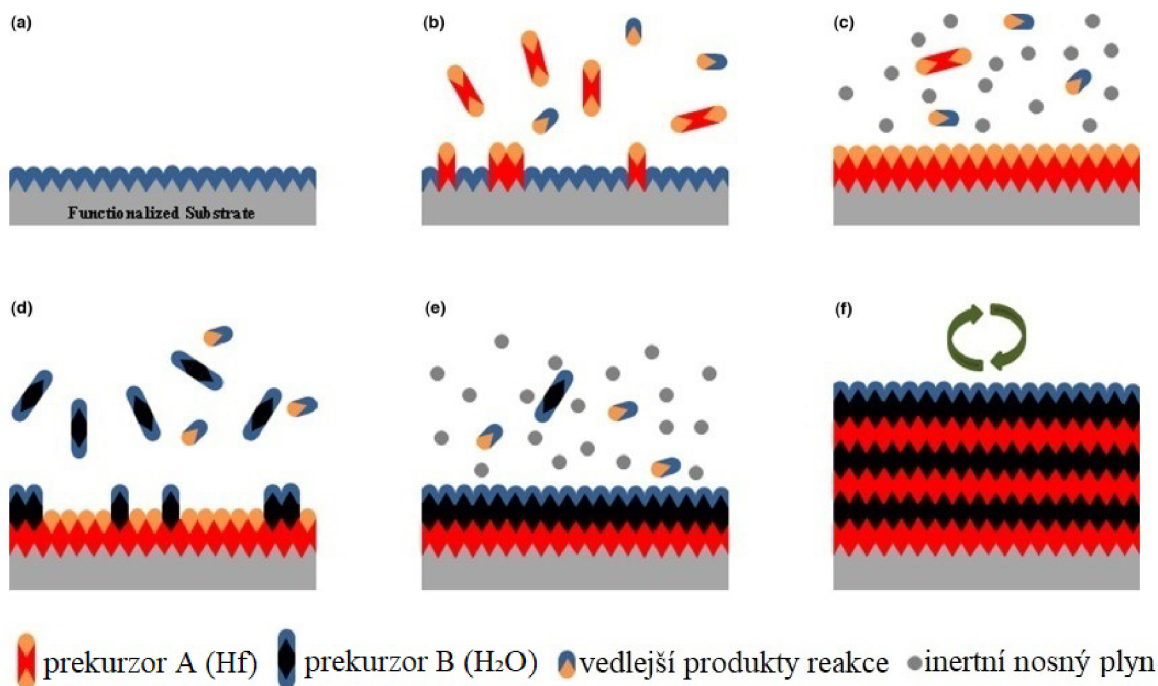 (a)
(b)
(c)
Functionalized Substrate
(d)
(e)
(f)
prekurzor A (Hf) prekurzor B (H₂O) vedlejší produkty reakce inertní nosný plyn